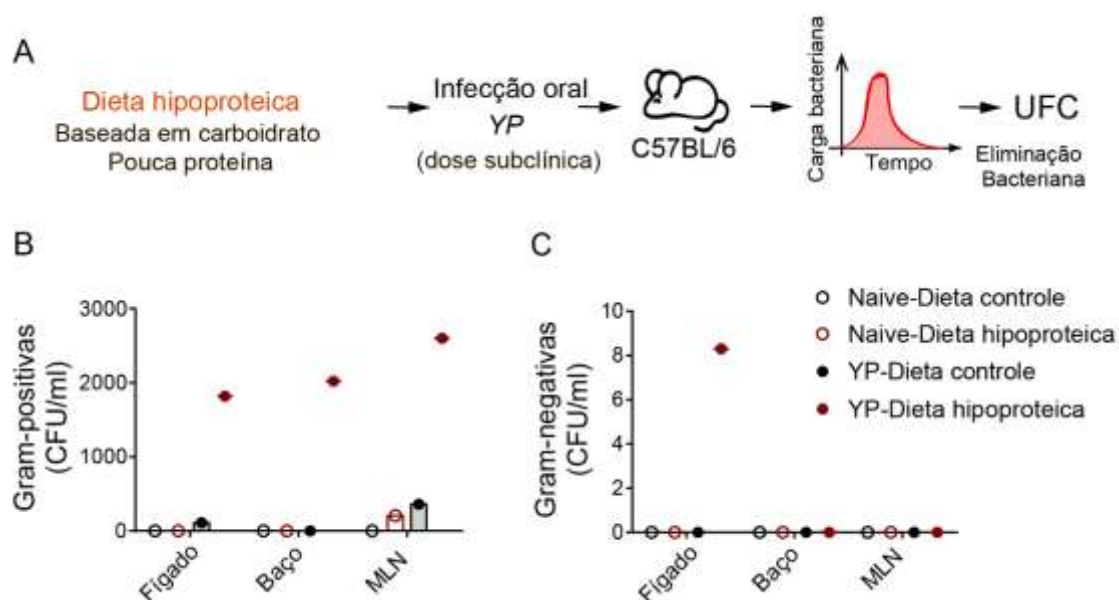 A
Dieta hipoproteica
Baseada em carboidrato
Pouca proteína
Infecção oral
YP
(dose subclínica)
C57BL/6
Carga bacteriana
Tempo
UFC
Eliminação
Bacteriana
B
Gram-positivas
(CFU/ml)
3000
2000
1000
0
Fígado
Baço
MLN
C
Gram-negativas
(CFU/ml)
10
8
6
4
2
0
Fígado
Baço
MLN
Naive-Dieta controle
Naive-Dieta hipoproteica
YP-Dieta controle
YP-Dieta hipoproteica